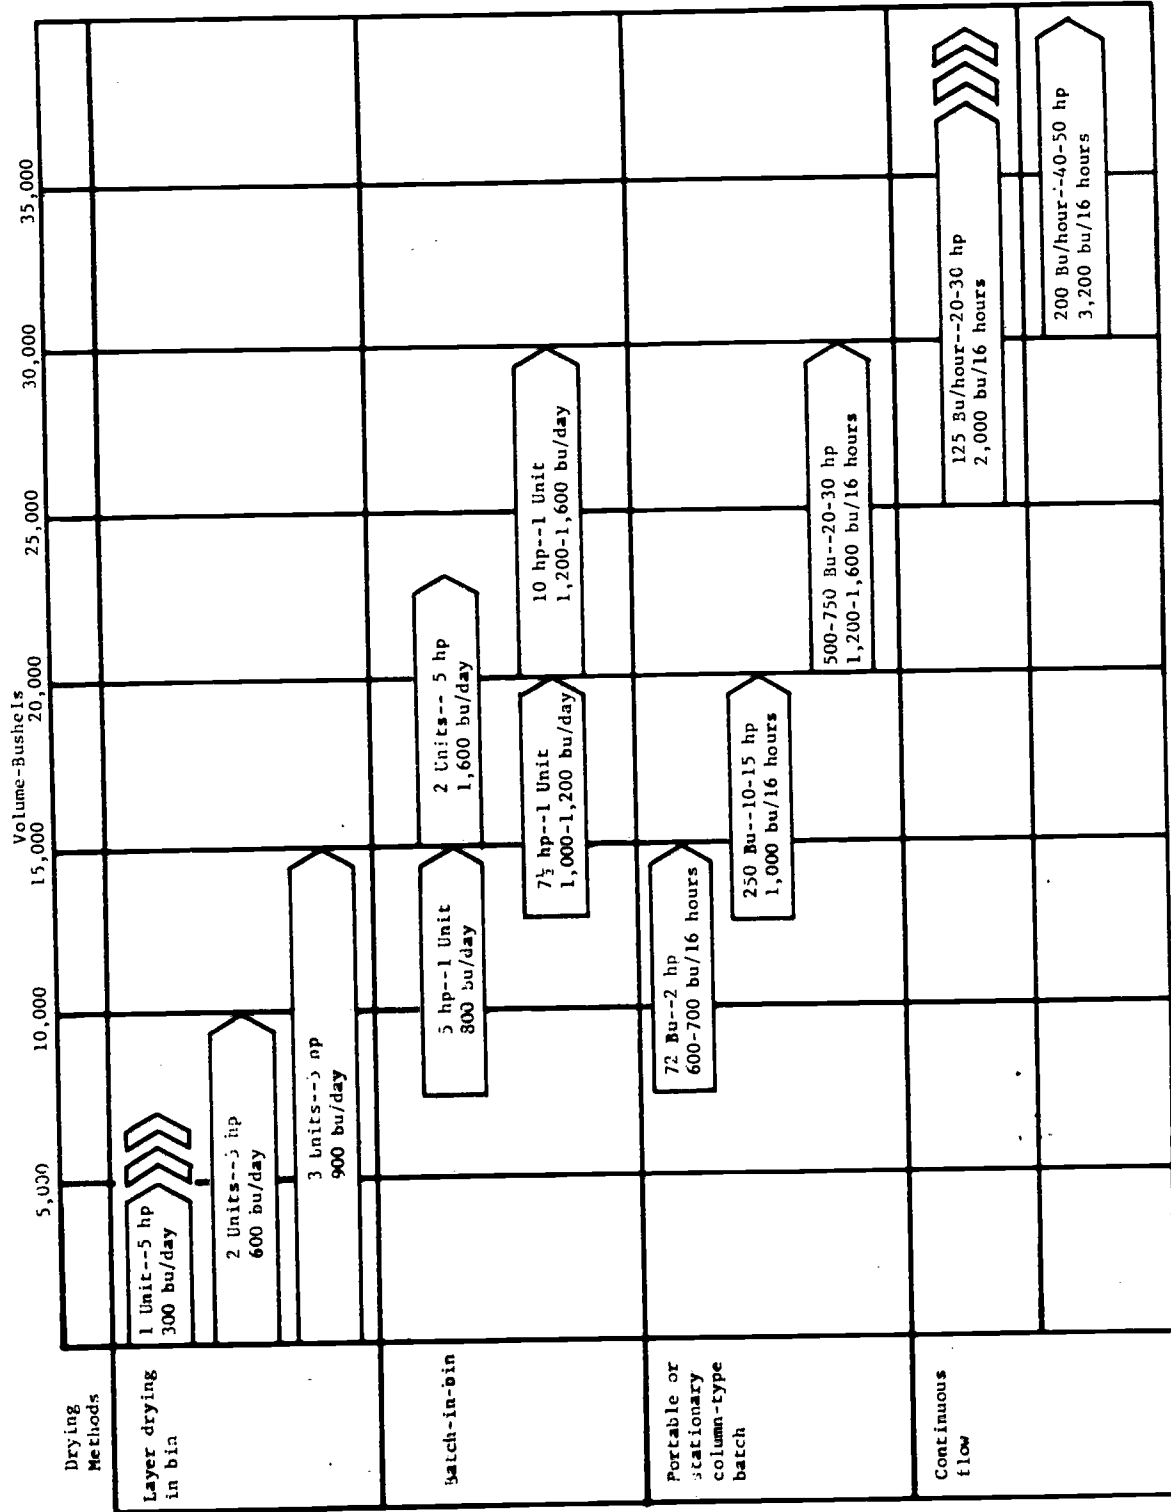 Volume-Bushels
5,000
10,000
15,000
20,000
25,000
30,000
35,000
Drying
Methods
Layer drying
in bin
1 Unit--5 hp
300 bu/day
2 Units--5 hp
600 bu/day
3 Units--5 hp
900 bu/day
Batch-in-bin
5 hp--1 Unit
800 bu/day
2 Units-- 5 hp
1,600 bu/day
7½ hp--1 Unit
1,000-1,200 bu/day
10 hp--1 Unit
1,200-1,600 bu/day
Portable or
stationary
column-type
batch
72 Bu--2 hp
600-700 bu/16 hours
250 Bu--10-15 hp
1,000 bu/16 hours
500-750 Bu--20-30 hp
1,200-1,600 bu/16 hours
Continuous
flow
125 Bu/hour--20-30 hp
2,000 bu/16 hours
200 Bu/hour--40-50 hp
3,200 bu/16 hours